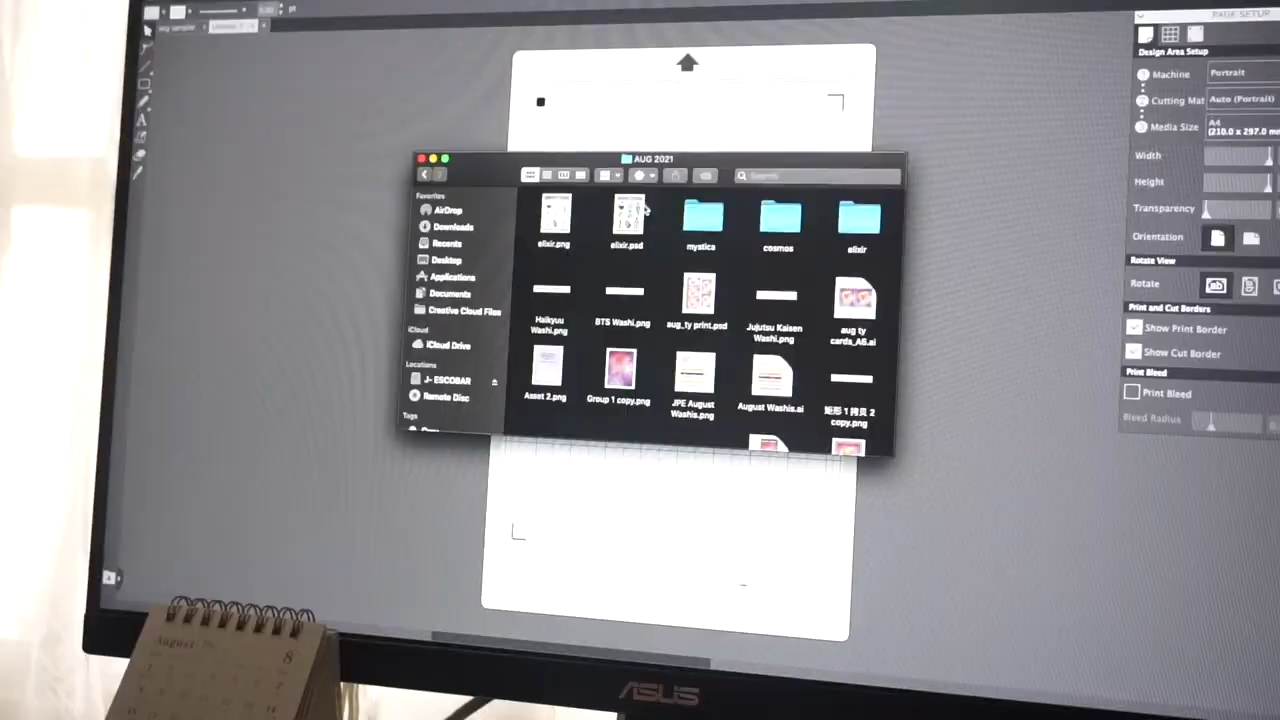 pt
PAGE SETUP
Design Area Setup
Machine
Portrait
Cutting Mat
Auto (Portrait)
Media Size
A4
(210.0 x 297.0 m
Width
Height
Transparency
Orientation
Rotate View
Rotate
Print and Cut Borders
Show Print Border
Show Cut Border
Print Bleed
Print Bleed
Bleed Radius
AUG 2021
Search
Favorites
AirDrop
Downloads
Recents
Desktop
Applications
Documents
Creative Cloud Files
iCloud
iCloud Drive
Locations
J- ESCOBAR
Remote Disc
Tags
elixir.png
elixir.psd
mystica
cosmos
elixir
Haikyuu
Washi.png
BTS Washi.png
aug_ty print.psd
Jujutsu Kaisen
Washi.png
aug ty
cards_A6.ai
Asset 2.png
Group 1 copy.png
JPE August
Washis.png
August Washis.ai
矩形 1 拷贝 2
copy.png
August
8
ASUS